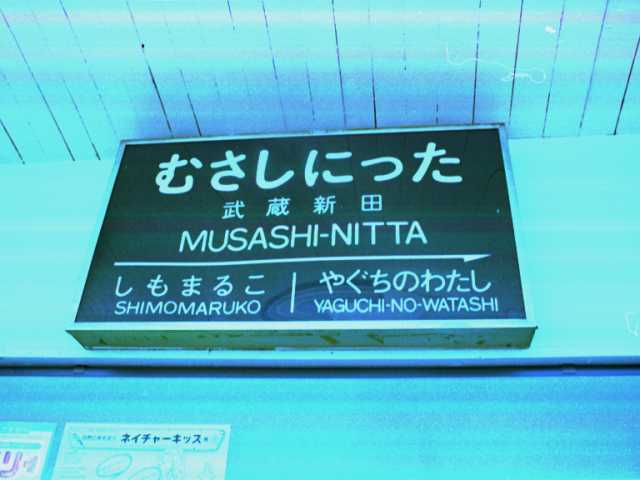 むさしにった
武蔵新田
MUSASHI-NITTA
しもまるこ
SHIMOMARUKO
やぐちのわたし
YAGUCHI-NO-WATASHI
ネイチャーキッズ